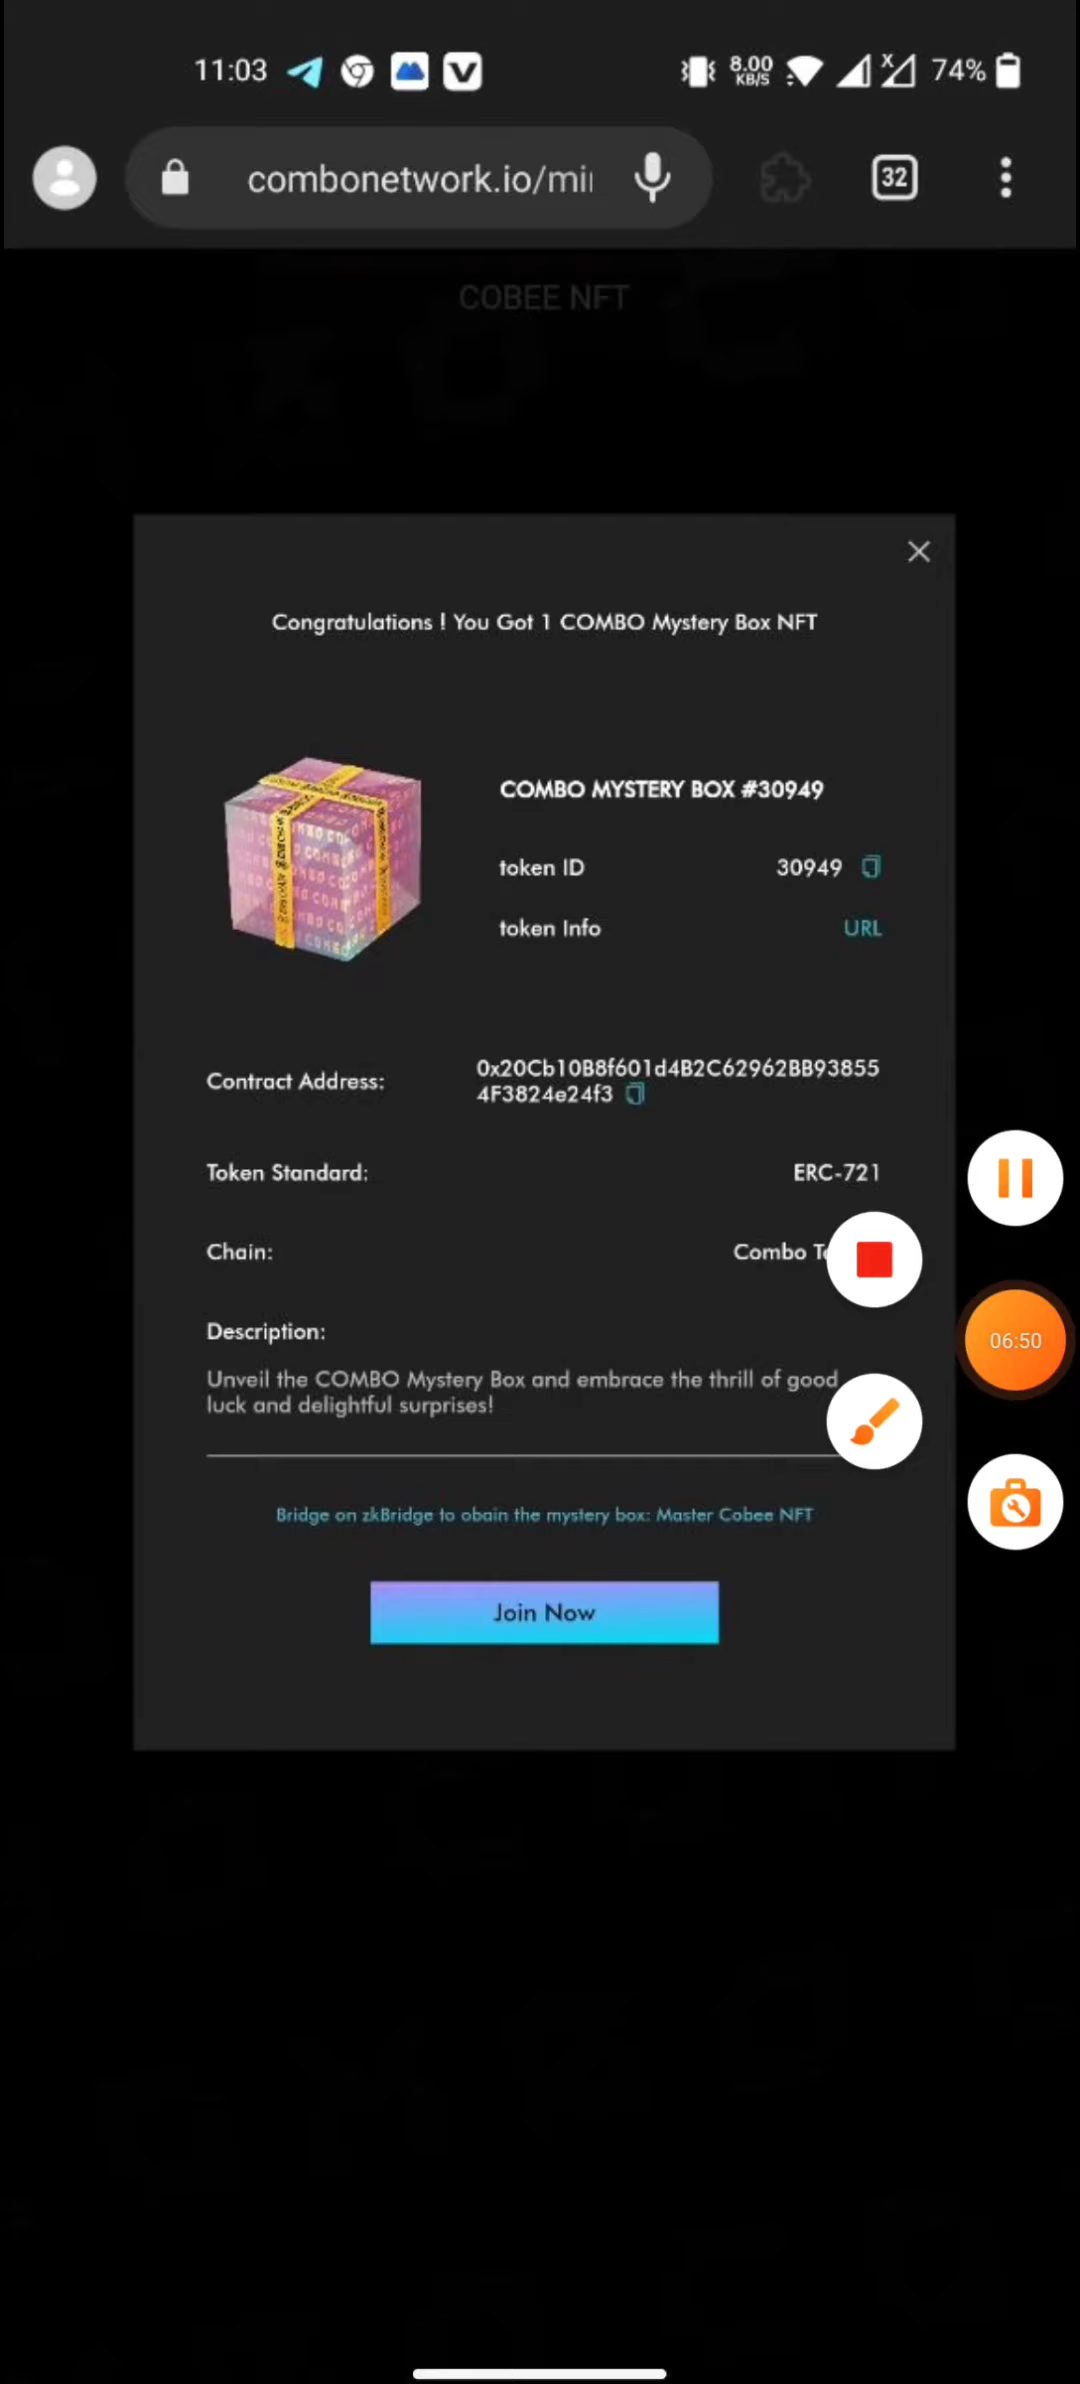 11:03
8.00
KB/S
X
74%
combonetwork.io/mi
32
COBEE NFT
Congratulations ! You Got 1 COMBO Mystery Box NFT
COMBO MYSTERY BOX #30949
token ID 30949
token Info URL
Contract Address: 0x20Cb10B8f601d4B2C62962BB93855
4F3824e24f3
Token Standard: ERC-721
Chain: Combo
Description:
Unveil the COMBO Mystery Box and embrace the thrill of good
luck and delightful surprises!
06:50
Bridge on zkBridge to obain the mystery box: Master Cobee NFT
Join Now